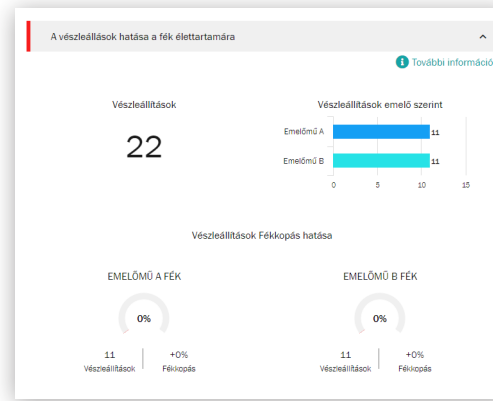 A vészleállások hatása a fék élettartamára
További információ
Vészleállítások
22
Vészleállítások emelő szerint
Emelőmű A
11
Emelőmű B
11
0 5 10 15
Vészleállítások Fékkopás hatása
EMELŐMŰ A FÉK
0%
11 +0%
Vészleállítások Fékkopás
EMELŐMŰ B FÉK
0%
11 +0%
Vészleállítások Fékkopás